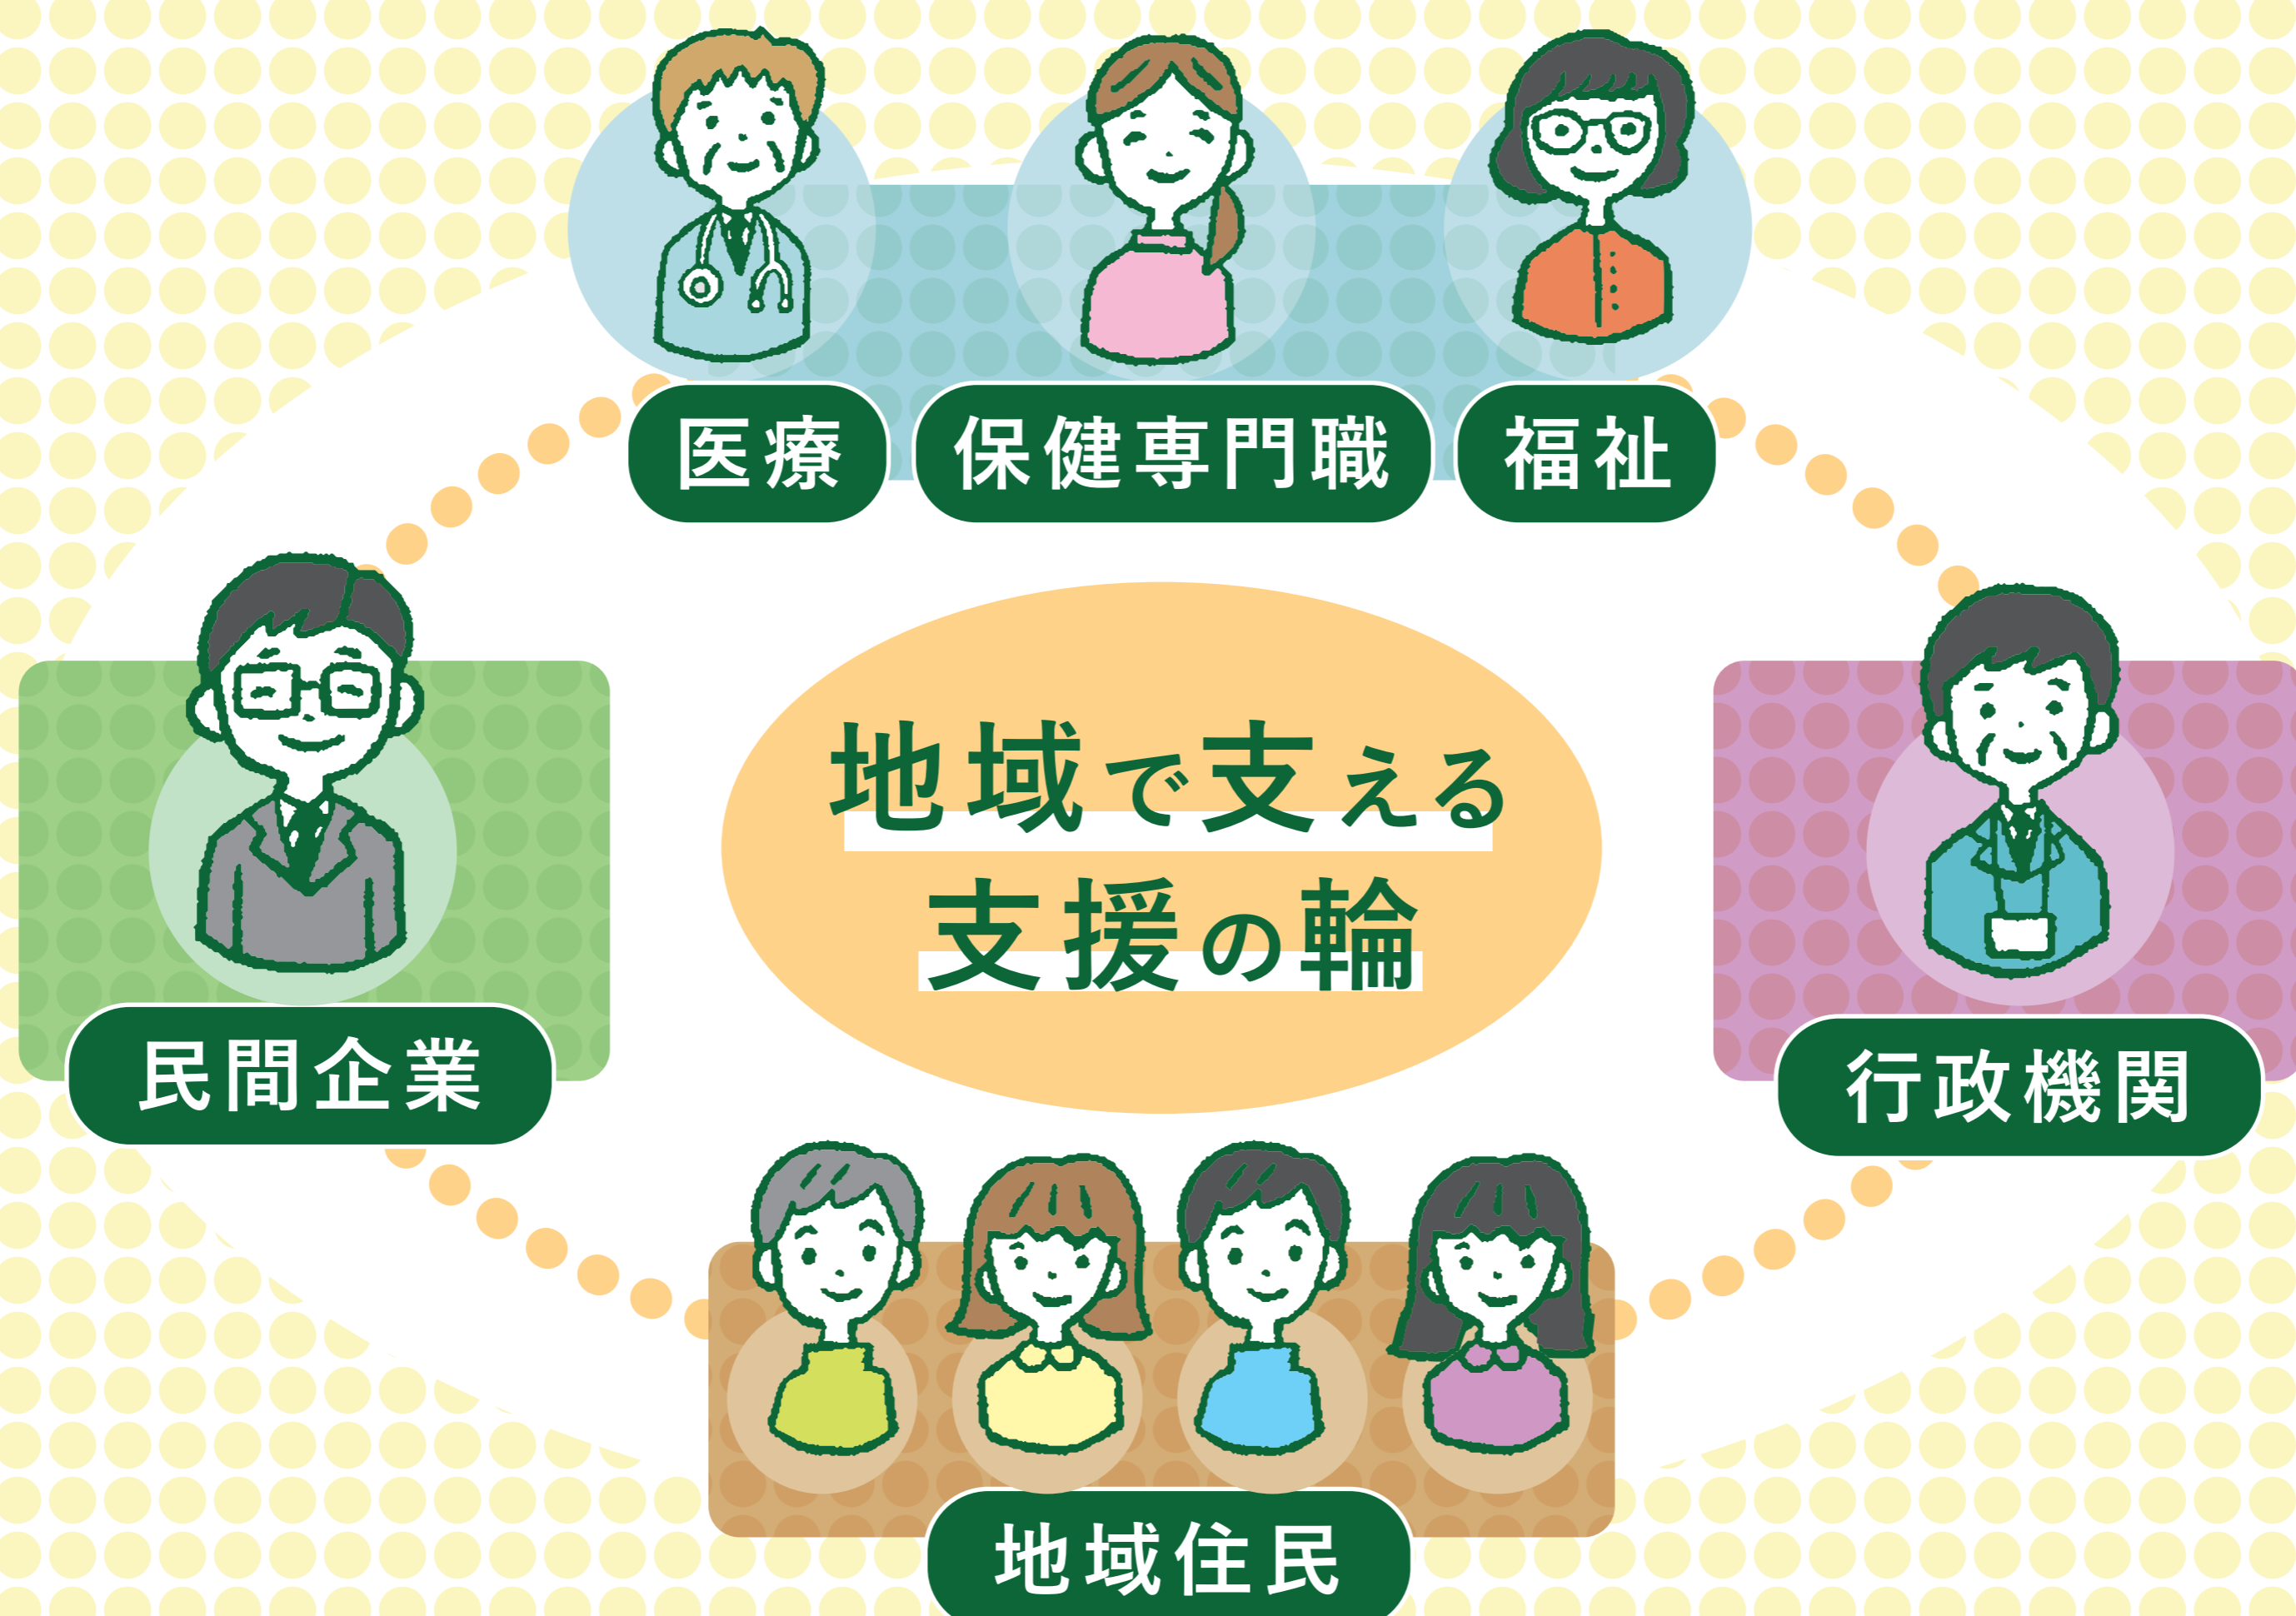 医療
保健専門職
福祉
地域で支える
支援の輪
民間企業
行政機関
地域住民